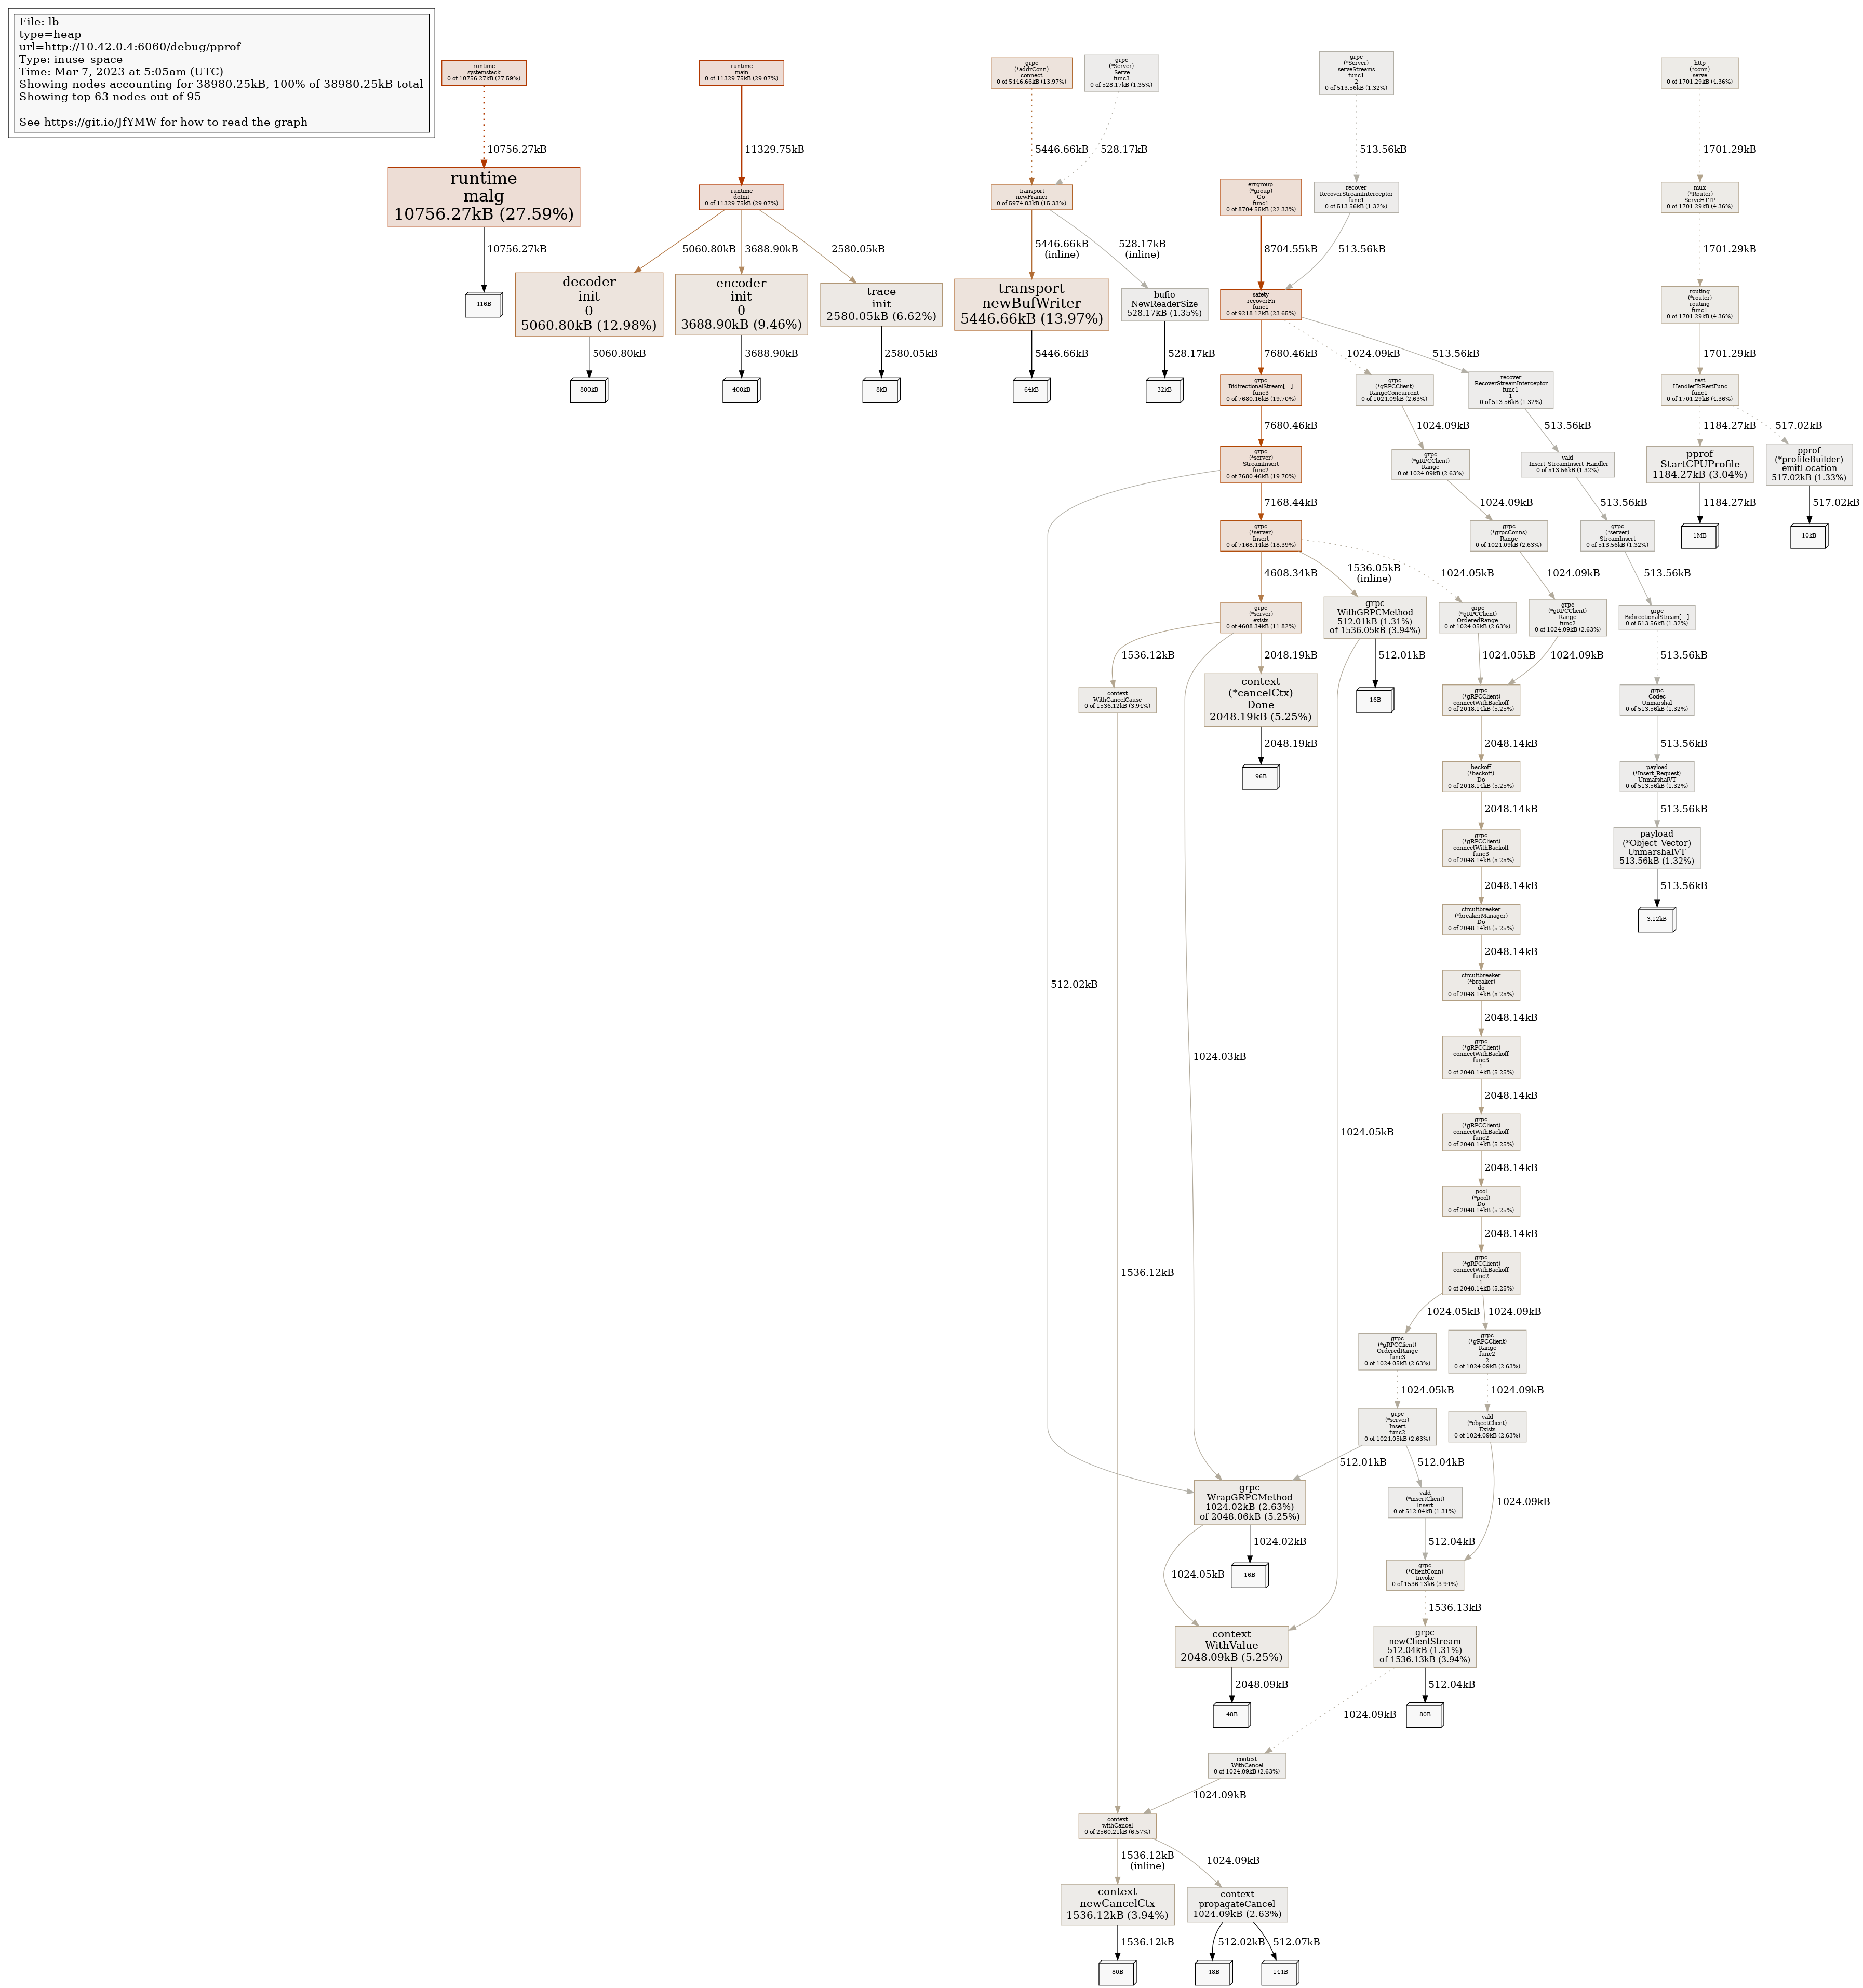 File: lb
type=heap
url=http://10.42.0.4:6060/debug/pprof
Type: inuse_space
Time: Mar 7, 2023 at 5:05am (UTC)
Showing nodes accounting for 38980.25kB, 100% of 38980.25kB total
Showing top 63 nodes out of 95
See https://git.io/JfYMW for how to read the graph
runtime
systemstack
0 of 10756.27kB (27.59%)
10756.27kB
runtime
malg
10756.27kB (27.59%)
10756.27kB
416B
runtime
main
0 of 11329.75kB (29.07%)
11329.75kB
runtime
doInit
0 of 11329.75kB (29.07%)
5060.80kB
3688.90kB
2580.05kB
decoder
init
0
5060.80kB (12.98%)
5060.80kB
800kB
encoder
init
0
3688.90kB (9.46%)
3688.90kB
400kB
trace
init
2580.05kB (6.62%)
2580.05kB
8kB
grpc
(*addrConn)
connect
0 of 5446.66kB (13.97%)
5446.66kB
grpc
(*Server)
Serve
func3
0 of 528.17kB (1.35%)
528.17kB
transport
newFramer
0 of 5974.83kB (15.33%)
5446.66kB
(inline)
528.17kB
(inline)
transport
newBufWriter
5446.66kB (13.97%)
5446.66kB
64kB
bufio
NewReaderSize
528.17kB (1.35%)
528.17kB
32kB
grpc
(*Server)
serveStreams
func1
2
0 of 513.56kB (1.32%)
513.56kB
errgroup
(*group)
Go
func1
0 of 8704.55kB (22.33%)
8704.55kB
recover
RecoverStreamInterceptor
func1
0 of 513.56kB (1.32%)
513.56kB
safety
recoverFn
func1
0 of 9218.12kB (23.65%)
7680.46kB
1024.09kB
513.56kB
grpc
BidirectionalStream[…]
func3
0 of 7680.46kB (19.70%)
7680.46kB
grpc
(*gRPCClient)
RangeConcurrent
0 of 1024.09kB (2.63%)
1024.09kB
recover
RecoverStreamInterceptor
func1
1
0 of 513.56kB (1.32%)
513.56kB
grpc
(*server)
StreamInsert
func2
0 of 7680.46kB (19.70%)
7168.44kB
512.02kB
grpc
(*gRPCClient)
Range
0 of 1024.09kB (2.63%)
1024.09kB
vald
_Insert_StreamInsert_Handler
0 of 513.56kB (1.32%)
513.56kB
grpc
(*server)
Insert
0 of 7168.44kB (18.39%)
4608.34kB
1536.05kB
(inline)
1024.05kB
grpc
(*grpcConns)
Range
0 of 1024.09kB (2.63%)
1024.09kB
grpc
(*server)
StreamInsert
0 of 513.56kB (1.32%)
513.56kB
grpc
(*server)
exists
0 of 4608.34kB (11.82%)
1536.12kB
2048.19kB
1024.03kB
grpc
WithGRPCMethod
512.01kB (1.31%)
of 1536.05kB (3.94%)
512.01kB
16B
1024.05kB
grpc
(*gRPCClient)
OrderedRange
0 of 1024.05kB (2.63%)
1024.05kB
grpc
(*gRPCClient)
Range
func2
0 of 1024.09kB (2.63%)
1024.09kB
grpc
BidirectionalStream[…]
0 of 513.56kB (1.32%)
513.56kB
context
WithCancelCause
0 of 1536.12kB (3.94%)
1536.12kB
context
(*cancelCtx)
Done
2048.19kB (5.25%)
2048.19kB
96B
grpc
(*gRPCClient)
connectWithBackoff
0 of 2048.14kB (5.25%)
2048.14kB
grpc
Codec
Unmarshal
0 of 513.56kB (1.32%)
513.56kB
backoff
(*backoff)
Do
0 of 2048.14kB (5.25%)
2048.14kB
payload
(*Insert_Request)
UnmarshalVT
0 of 513.56kB (1.32%)
513.56kB
grpc
(*gRPCClient)
connectWithBackoff
func3
0 of 2048.14kB (5.25%)
2048.14kB
payload
(*Object_Vector)
UnmarshalVT
513.56kB (1.32%)
513.56kB
3.12kB
circuitbreaker
(*breakerManager)
Do
0 of 2048.14kB (5.25%)
2048.14kB
circuitbreaker
(*breaker)
do
0 of 2048.14kB (5.25%)
2048.14kB
grpc
(*gRPCClient)
connectWithBackoff
func3
1
0 of 2048.14kB (5.25%)
2048.14kB
grpc
(*gRPCClient)
connectWithBackoff
func2
0 of 2048.14kB (5.25%)
2048.14kB
pool
(*pool)
Do
0 of 2048.14kB (5.25%)
2048.14kB
grpc
(*gRPCClient)
connectWithBackoff
func2
1
0 of 2048.14kB (5.25%)
1024.05kB
1024.09kB
grpc
(*gRPCClient)
OrderedRange
func3
0 of 1024.05kB (2.63%)
1024.05kB
grpc
(*gRPCClient)
Range
func2
2
0 of 1024.09kB (2.63%)
1024.09kB
grpc
(*server)
Insert
func2
0 of 1024.05kB (2.63%)
512.01kB
512.04kB
vald
(*objectClient)
Exists
0 of 1024.09kB (2.63%)
1024.09kB
grpc
WrapGRPCMethod
1024.02kB (2.63%)
of 2048.06kB (5.25%)
1024.02kB
16B
1024.05kB
vald
(*insertClient)
Insert
0 of 512.04kB (1.31%)
512.04kB
grpc
(*ClientConn)
Invoke
0 of 1536.13kB (3.94%)
1536.13kB
context
WithValue
2048.09kB (5.25%)
2048.09kB
48B
grpc
newClientStream
512.04kB (1.31%)
of 1536.13kB (3.94%)
512.04kB
80B
1024.09kB
context
WithCancel
0 of 1024.09kB (2.63%)
1024.09kB
context
withCancel
0 of 2560.21kB (6.57%)
1536.12kB
(inline)
1024.09kB
context
newCancelCtx
1536.12kB (3.94%)
1536.12kB
80B
context
propagateCancel
1024.09kB (2.63%)
512.02kB
512.07kB
48B
144B
http
(*conn)
serve
0 of 1701.29kB (4.36%)
1701.29kB
mux
(*Router)
ServeHTTP
0 of 1701.29kB (4.36%)
1701.29kB
routing
(*router)
routing
func1
0 of 1701.29kB (4.36%)
1701.29kB
rest
HandlerToRestFunc
func1
0 of 1701.29kB (4.36%)
1184.27kB
517.02kB
pprof
StartCPUProfile
1184.27kB (3.04%)
1184.27kB
1MB
pprof
(*profileBuilder)
emitLocation
517.02kB (1.33%)
517.02kB
10kB